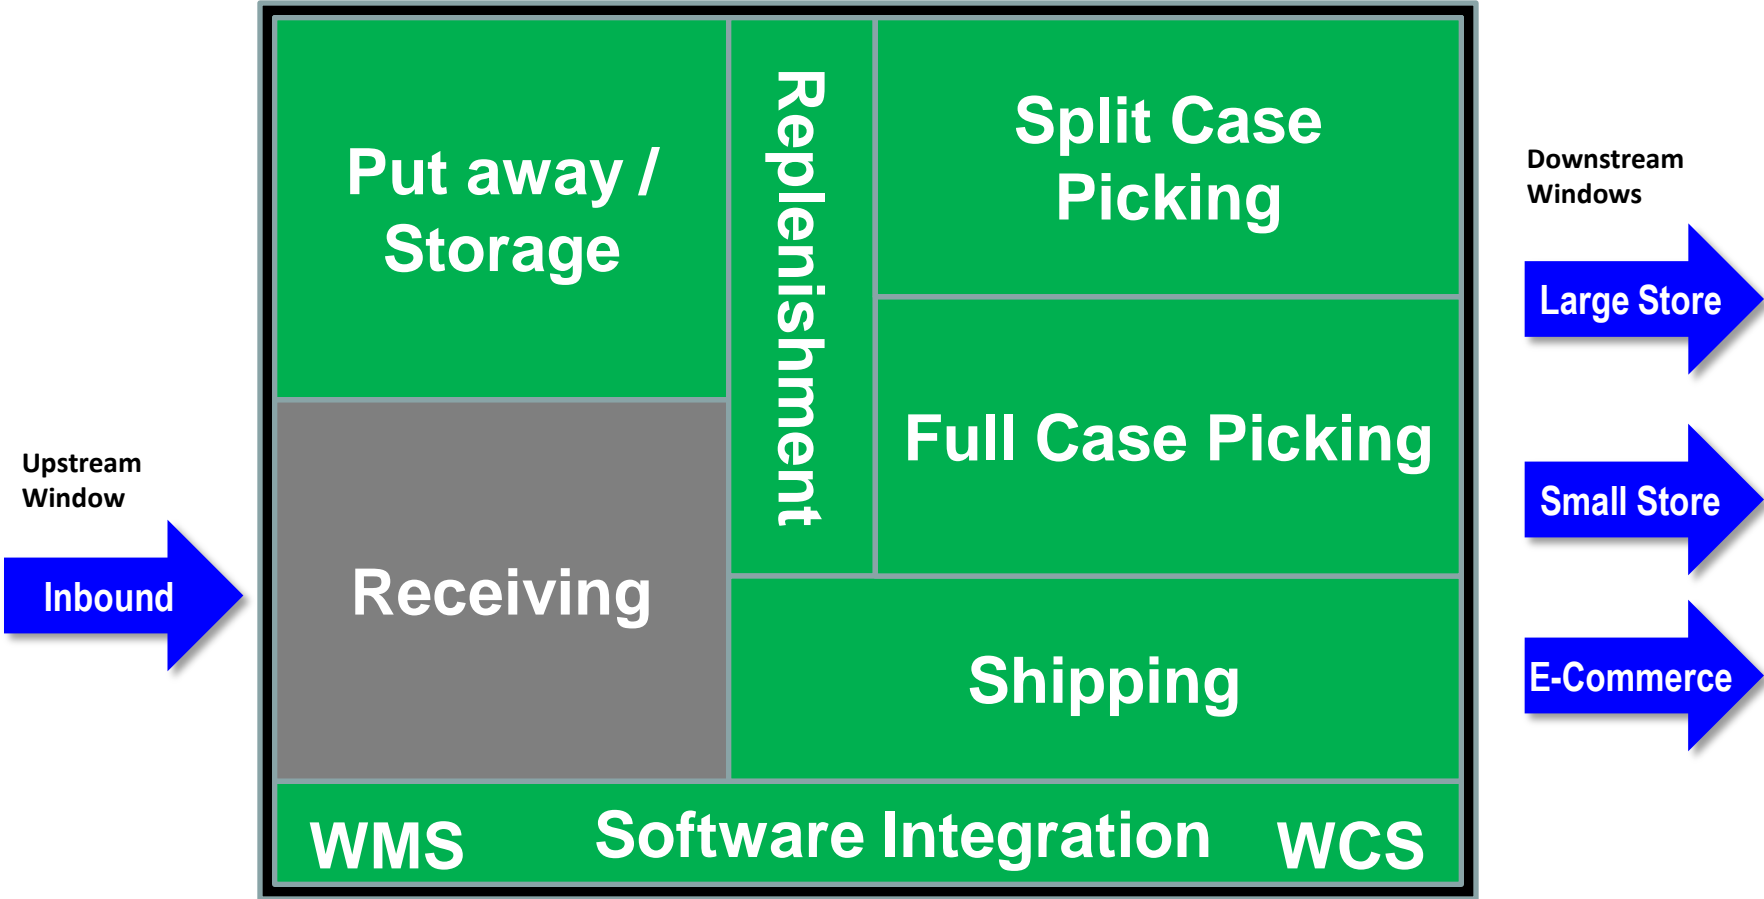 Upstream
Window
Inbound
Put away /
Storage
Receiving
Replenishment
Split Case
Picking
Full Case Picking
Shipping
WMS
Software Integration
WCS
Downstream
Windows
Large Store
Small Store
E-Commerce